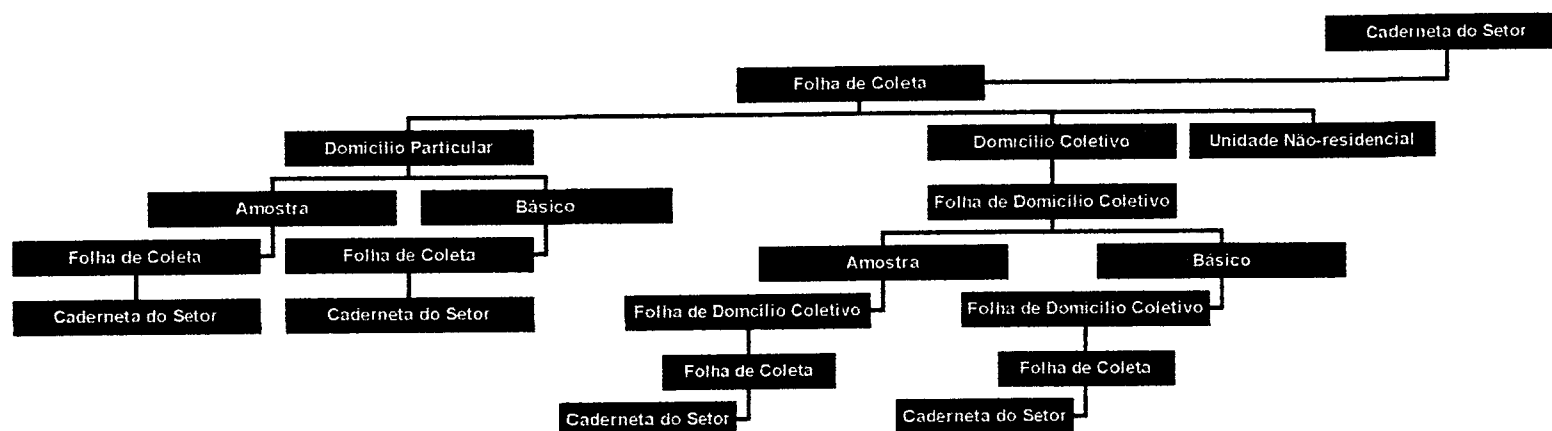 Caderneta do Setor
Folha de Coleta
Domicílio Particular
Domicílio Coletivo
Unidade Não-residencial
Amostra
Básico
Folha de Domicílio Coletivo
Folha de Coleta
Folha de Coleta
Amostra
Básico
Caderneta do Setor
Caderneta do Setor
Folha de Domcílio Coletivo
Folha de Domicílio Coletivo
Folha de Coleta
Folha de Coleta
Caderneta do Setor
Caderneta do Setor